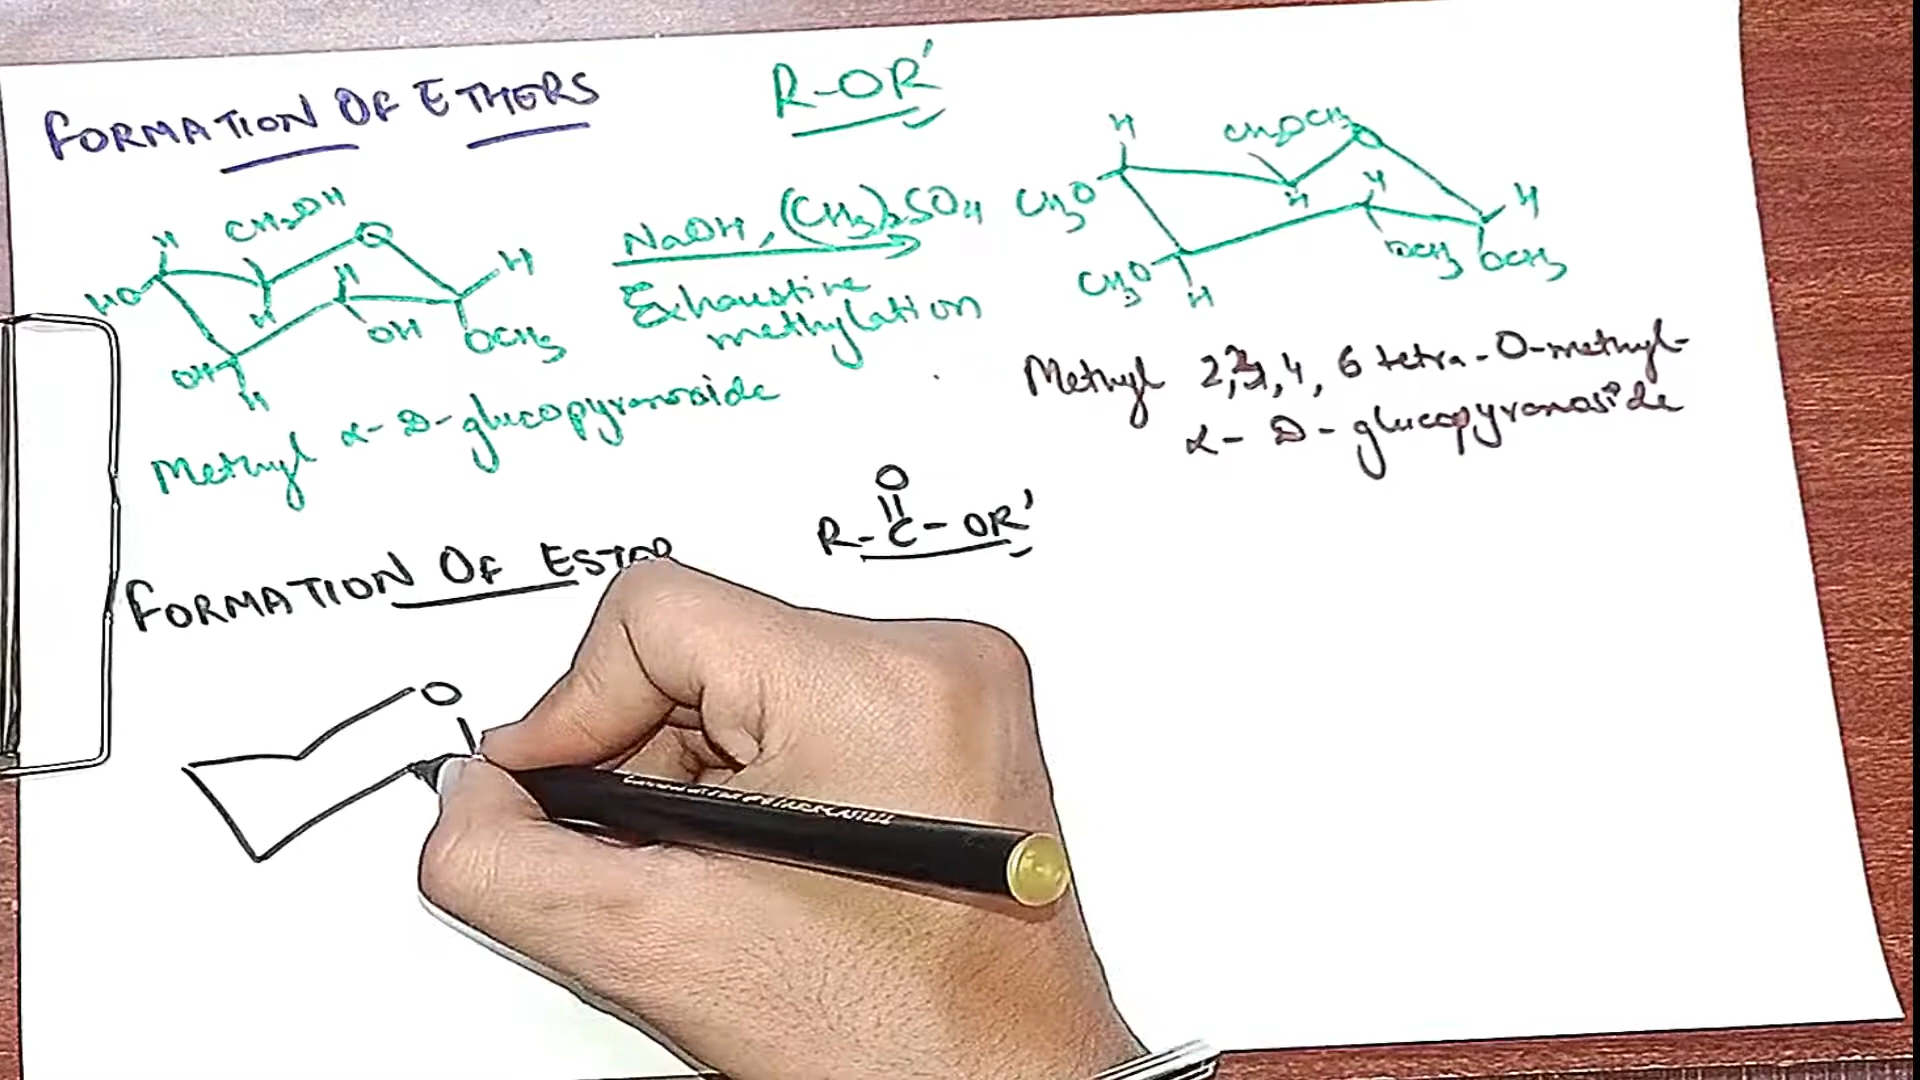 FORMATION OF ETHERS
R-OR'
H
CH2OH
O
H
HO
H
H
OH
OCH3
OH
H
Methyl α- D-glucopyranoside
NaOH, (CH3)2SO4
Exhaustive
methylation
H
CH2OCH3
O
CH3O
H
H
H
CH3O
H
OCH3
OCH3
Methyl 2,3,4, 6 tetra-O-methyl-
α- D- glucopyranoside
O
R-C-OR'
FORMATION OF ESTER
O